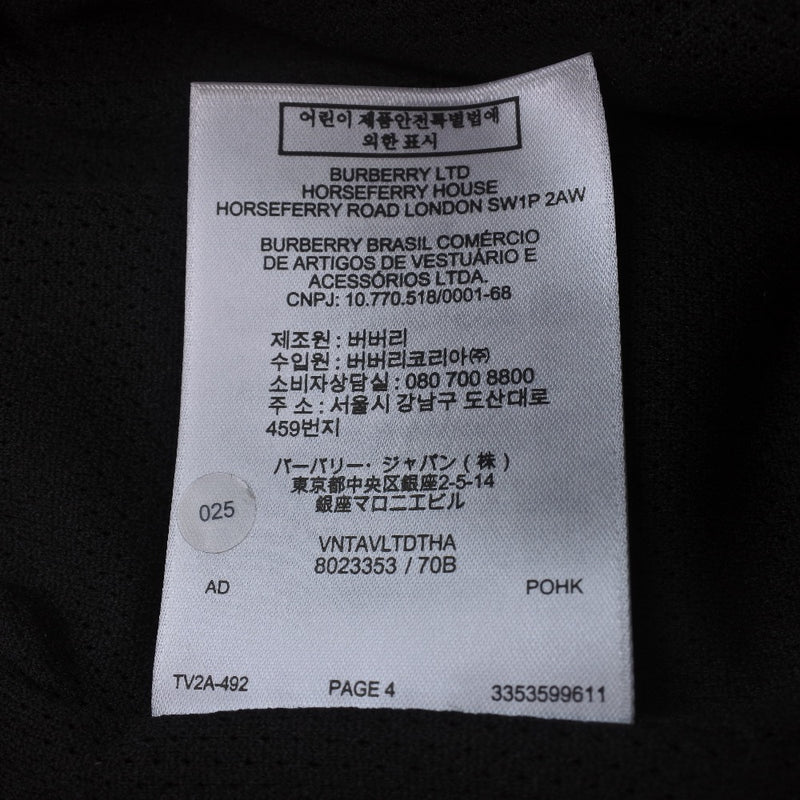 어린이 제품안전특별법에
의한 표시
BURBERRY LTD
HORSEFERRY HOUSE
HORSEFERRY ROAD LONDON SW1P 2AW
BURBERRY BRASIL COMÉRCIO
DE ARTIGOS DE VESTUÁRIO E
ACESSÓRIOS LTDA.
CNPJ: 10.770.518/0001-68
제조원 : 버버리
수입원 : 버버리코리아㈜
소비자상담실 : 080 700 8800
주 소 : 서울시 강남구 도산대로
459번지
バーバリー・ジャパン ( 株 )
東京都中央区銀座2-5-14
銀座マロニエビル
025
VNTAVLTDTHA
8023353 / 70B
AD POHK
TV2A-492 PAGE 4 3353599611